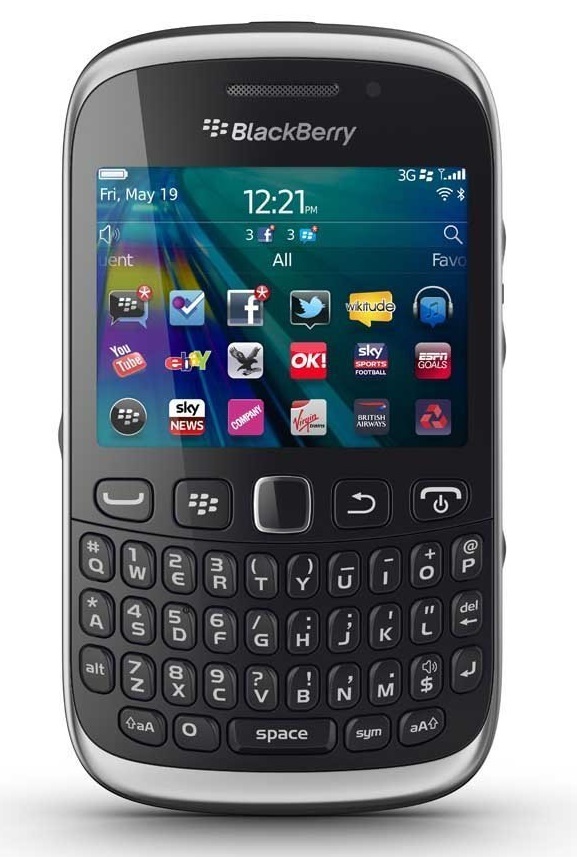 BlackBerry
3G
Fri, May 19
12:21PM
3 f 3
uent All Favo
f wikitude
You Tube ebY OK! sky SPORTS FOOTBALL ESPN GOALS
sky NEWS COMPANY Virgin trains BRITISH AIRWAYS
# Q 1 W 2 E 3 R ( T ) Y _ U - I + O @ P
* A 4 S 5 D 6 F / G : H ; J ' K " L del
alt 7 Z 8 X 9 C ? V ! B , N . M $
aA 0 space sym aA